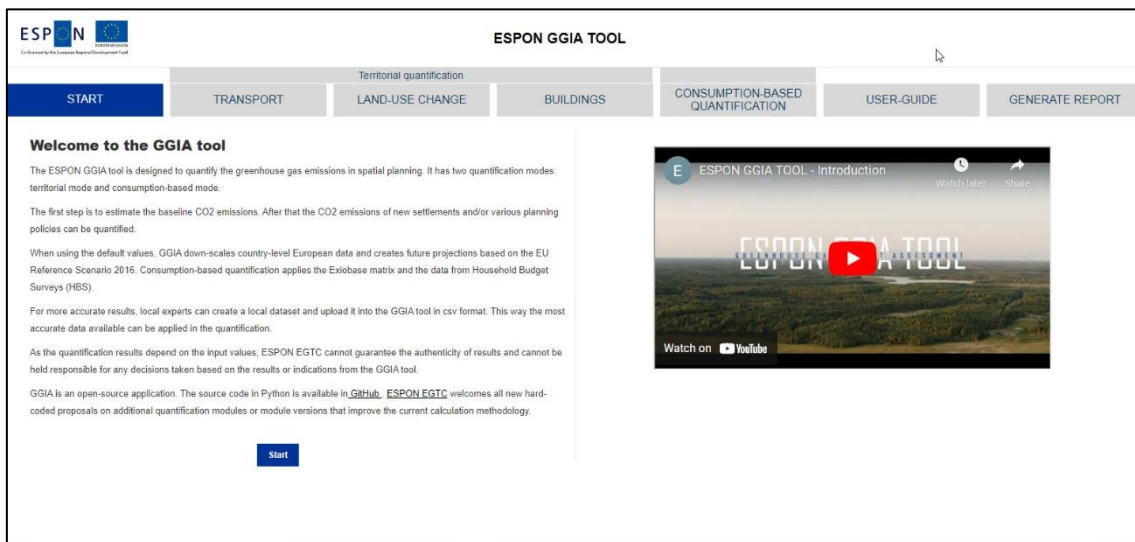 ESPON
Co-financed by the European Regional Development Fund
EUROPEAN UNION
ESPON GGIA TOOL
Territorial quantification
START
TRANSPORT
LAND-USE CHANGE
BUILDINGS
CONSUMPTION-BASED
QUANTIFICATION
USER-GUIDE
GENERATE REPORT
Welcome to the GGIA tool
The ESPON GGIA tool is designed to quantify the greenhouse gas emissions in spatial planning. It has two quantification modes:
territorial mode and consumption-based mode.
The first step is to estimate the baseline CO2 emissions. After that the CO2 emissions of new settlements and/or various planning
policies can be quantified.
When using the default values, GGIA down-scales country-level European data and creates future projections based on the EU
Reference Scenario 2016. Consumption-based quantification applies the Exiobase matrix and the data from Household Budget
Surveys (HBS).
For more accurate results, local experts can create a local dataset and upload it into the GGIA tool in csv format. This way the most
accurate data available can be applied in the quantification.
As the quantification results depend on the input values, ESPON EGTC cannot guarantee the authenticity of results and cannot be
held responsible for any decisions taken based on the results or indications from the GGIA tool.
GGIA is an open-source application. The source code in Python is available in GitHub ESPON EGTC welcomes all new hard-
coded proposals on additional quantification modules or module versions that improve the current calculation methodology.
Start
E
ESPON GGIA TOOL - Introduction
Watch later
Share
ESPON GGIA TOOL
Watch on YouTube